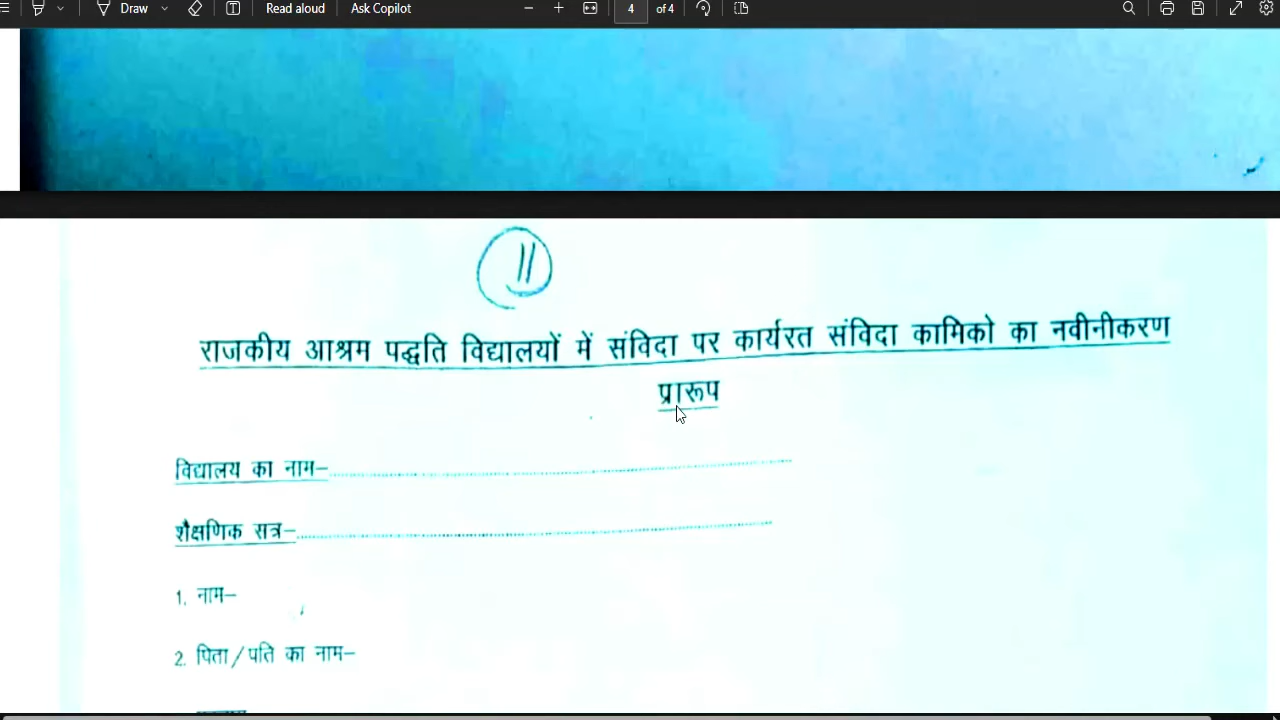 Draw
Read aloud
Ask Copilot
4 of 4
11
राजकीय आश्रम पद्धति विद्यालयों में संविदा पर कार्यरत संविदा कामिको का नवीनीकरण
प्रारूप
विद्यालय का नाम–
शैक्षणिक सत्र–
1. नाम–
2. पिता/पति का नाम–